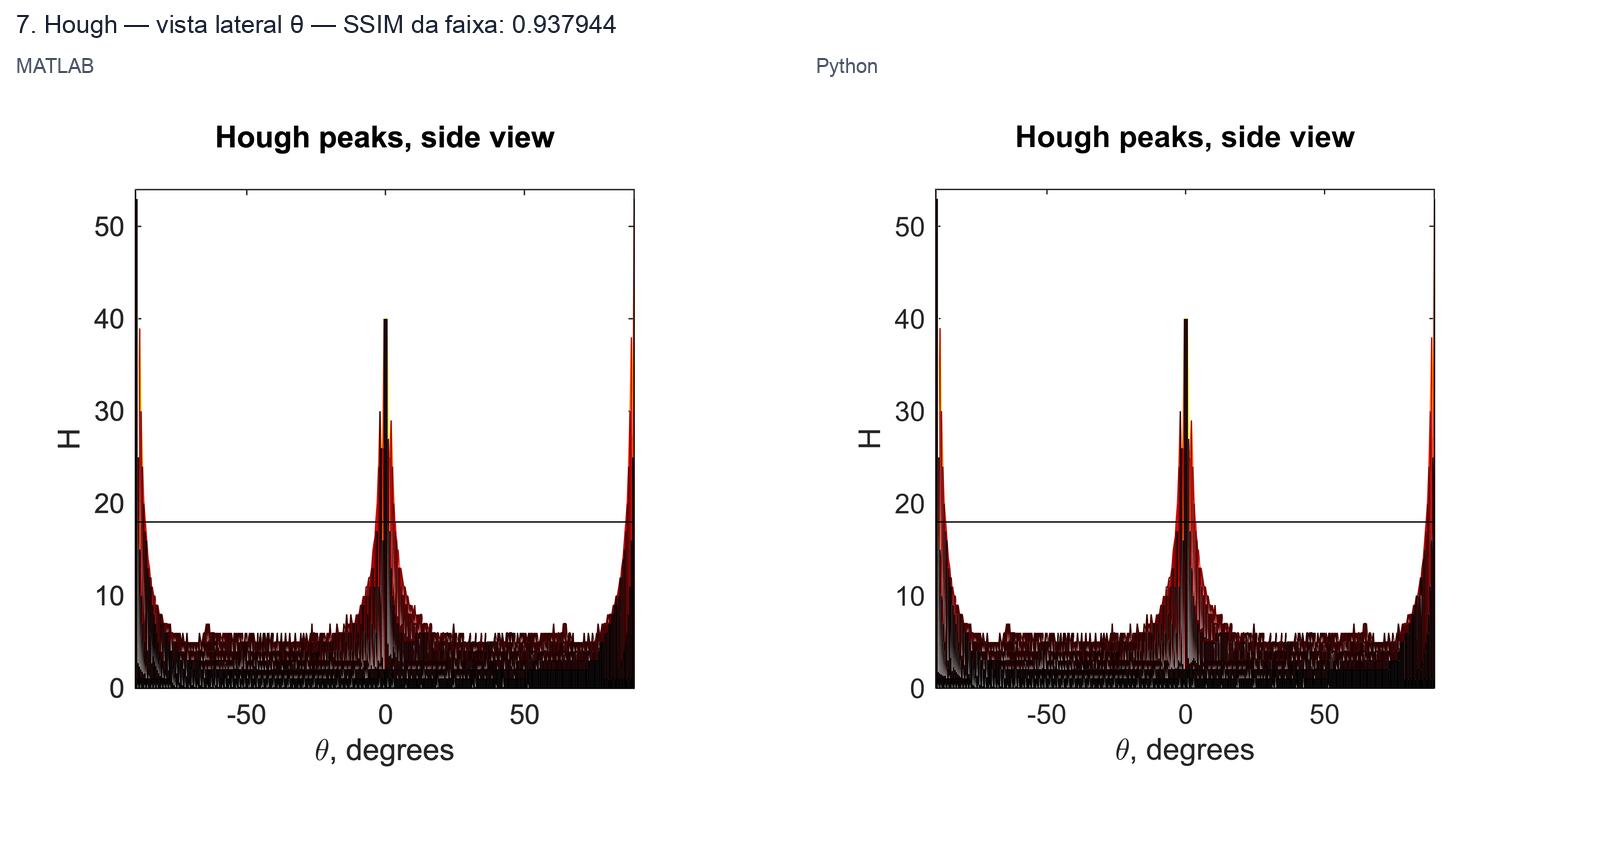 7. Hough — vista lateral θ — SSIM da faixa: 0.937944
MATLAB
Python
Hough peaks, side view
50
40
30
20
10
0
H
-50 0 50
θ, degrees
Hough peaks, side view
50
40
30
20
10
0
H
-50 0 50
θ, degrees